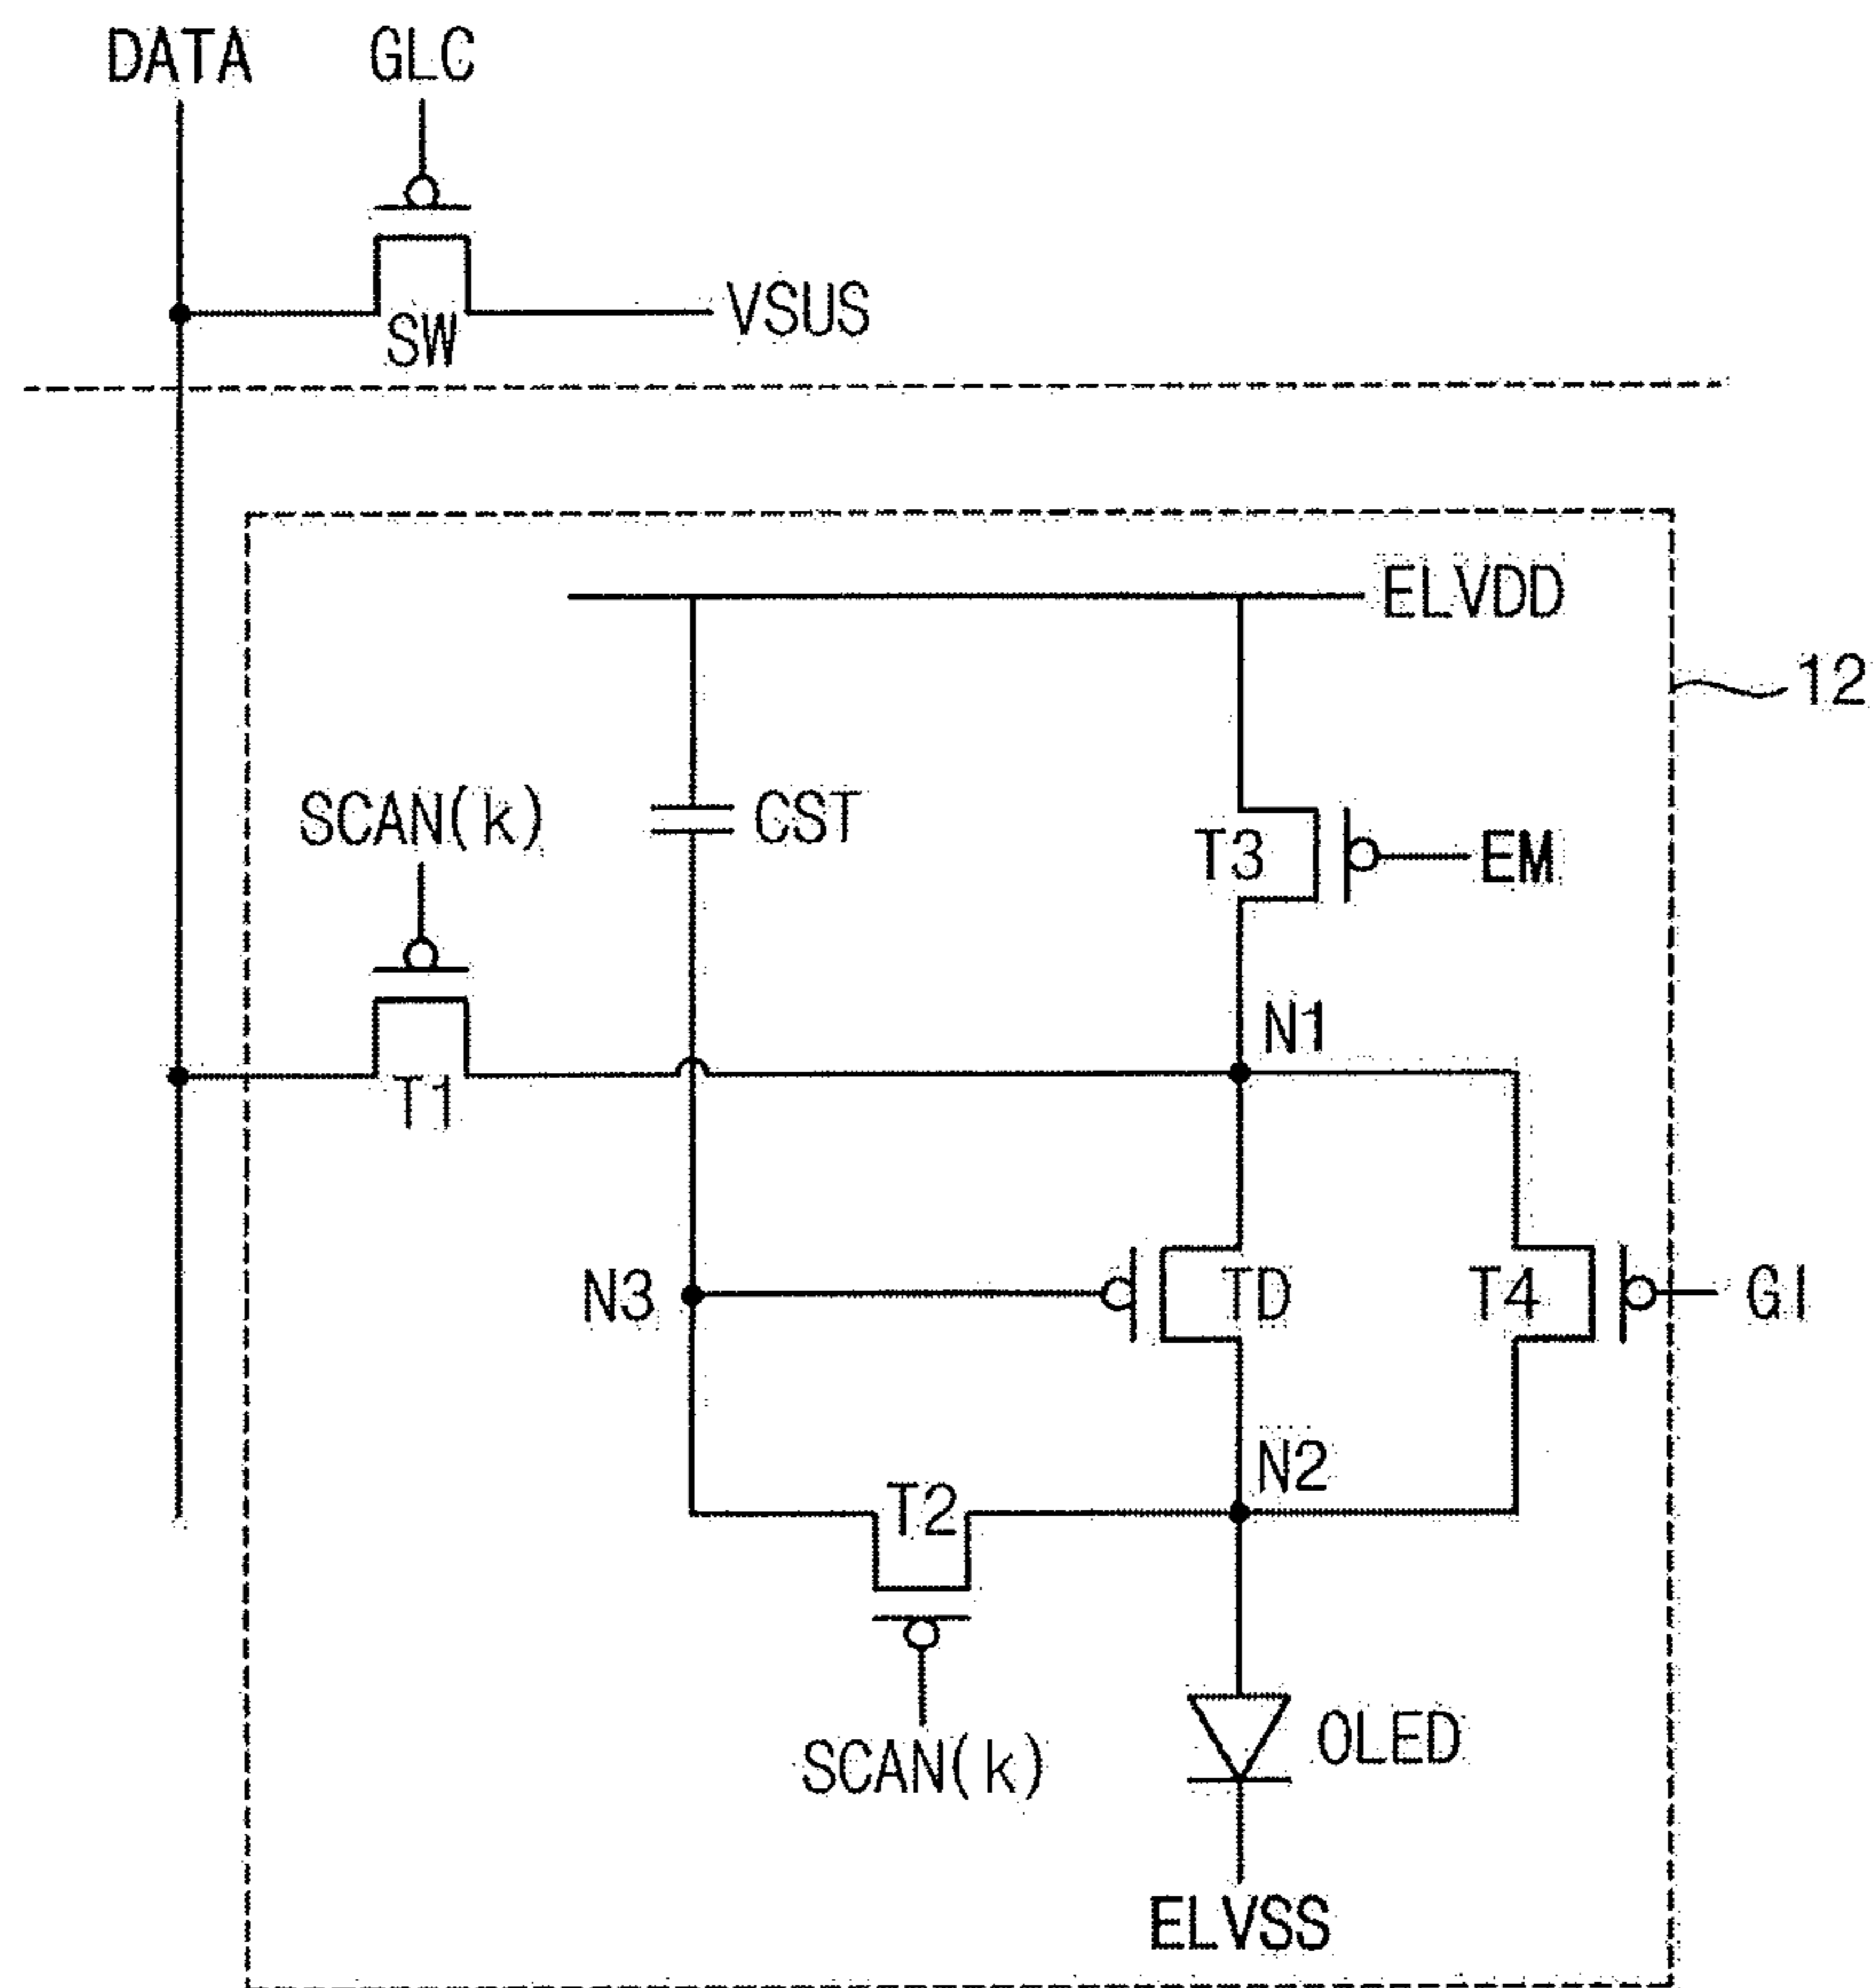 DATA
GLC
SW
VSUS
ELVDD
12
SCAN(k)
CST
T3
EM
N1
T1
N3
TD
T4
GI
N2
T2
OLED
SCAN(k)
ELVSS